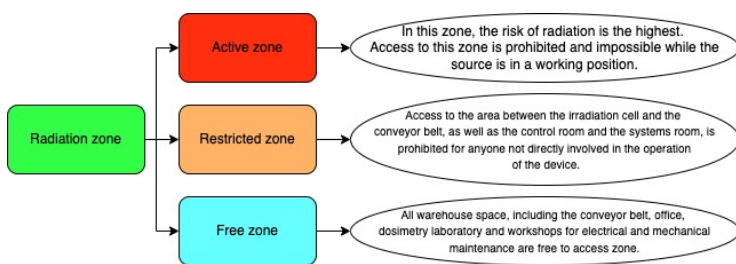 In this zone, the risk of radiation is the highest.
Active zone
Access to this zone is prohibited and impossible while the
source is in a working position.
Access to the area between the irradiation cell and the
conveyor belt, as well as the control room and the systems room, is
Radiation zone
Restricted zone
prohibited for anyone not directly involved in the operation
of the device.
All warehouse space, including the conveyor belt, office,
Free zone
dosimetry laboratory and workshops for electrical and mechanical
maintenance are free to access zone.